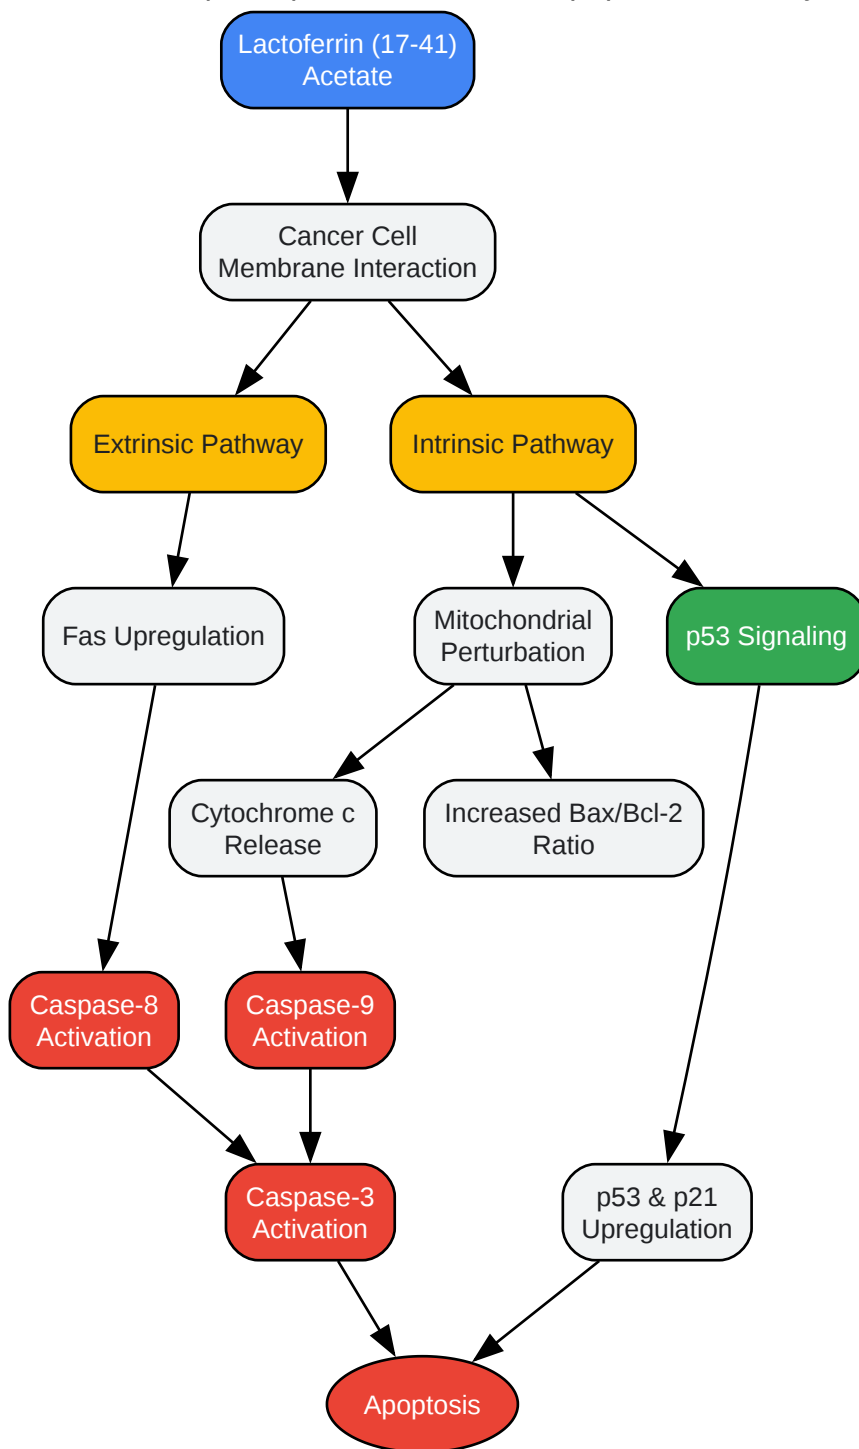 Lactoferrin (17-41)
Acetate
Cancer Cell
Membrane Interaction
Extrinsic Pathway
Intrinsic Pathway
Fas Upregulation
Mitochondrial
Perturbation
p53 Signaling
Cytochrome c
Release
Increased Bax/Bcl-2
Ratio
Caspase-8
Activation
Caspase-9
Activation
Caspase-3
Activation
p53 & p21
Upregulation
Apoptosis